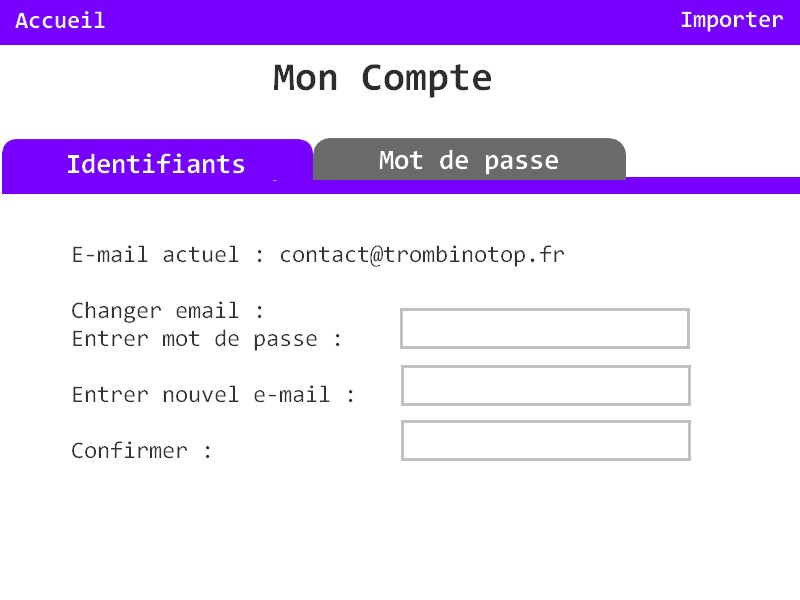 Accueil
Importer
Mon Compte
Identifiants
Mot de passe
E-mail actuel : contact@trombinotop.fr
Changer email :
Entrer mot de passe :
Entrer nouvel e-mail :
Confirmer :